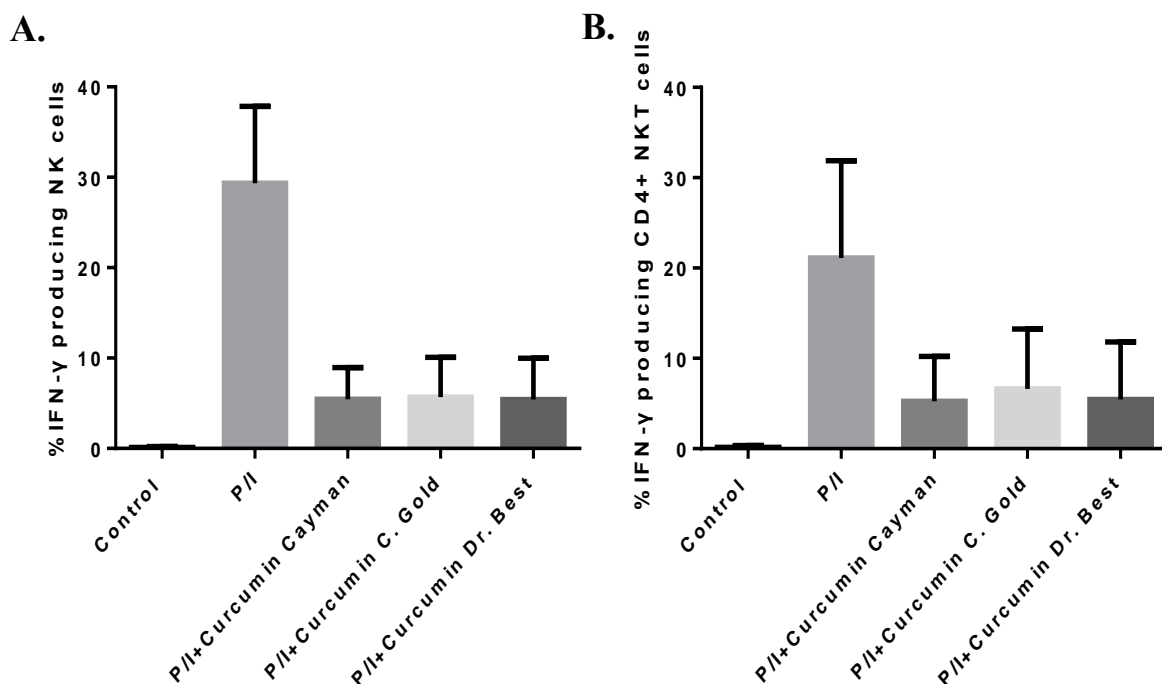 A.
%IFN-γ producing NK cells
40
30
20
10
0
Control
P/I
P/I+Curcumin Cayman
P/I+Curcumin C. Gold
P/I+Curcumin Dr. Best
B.
%IFN-γ producing CD4+ NKT cells
40
30
20
10
0
Control
P/I
P/I+Curcumin Cayman
P/I+Curcumin C. Gold
P/I+Curcumin Dr. Best